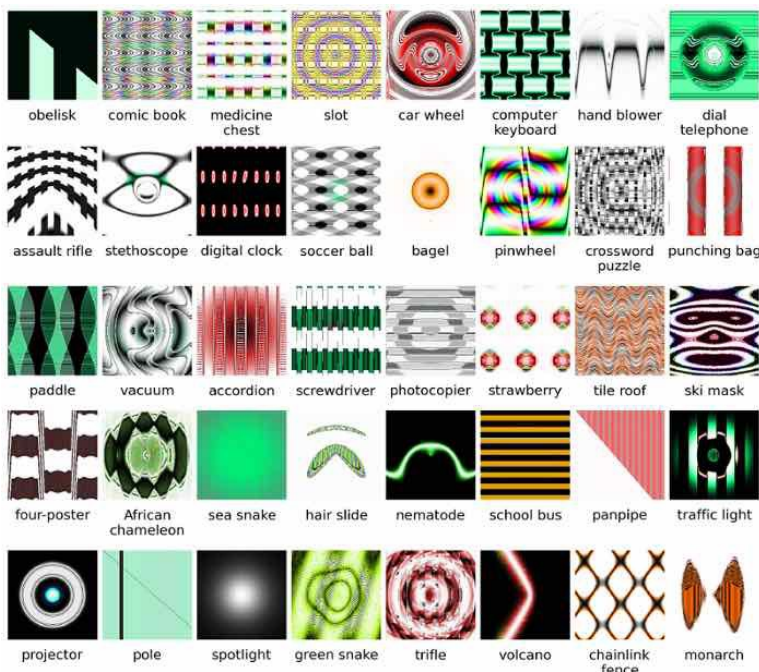 obelisk
comic book
medicine
chest
slot
car wheel
computer
keyboard
hand blower
dial
telephone
assault rifle
stethoscope
digital clock
soccer ball
bagel
pinwheel
crossword
puzzle
punching bag
paddle
vacuum
accordion
screwdriver
photocopier
strawberry
tile roof
ski mask
four-poster
African
chameleon
sea snake
hair slide
nematode
school bus
panpipe
traffic light
projector
pole
spotlight
green snake
trifle
volcano
chainlink
fence
monarch